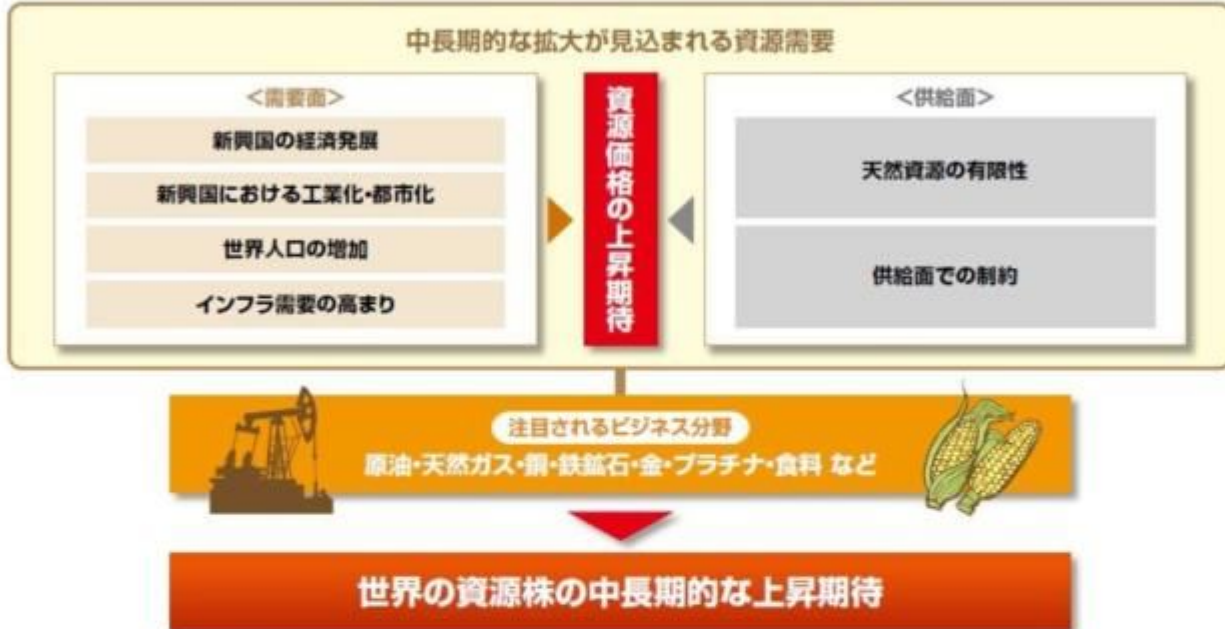 中長期的な拡大が見込まれる資源需要
＜需要面＞
新興国の経済発展
新興国における工業化・都市化
世界人口の増加
インフラ需要の高まり
資源価格の上昇期待
＜供給面＞
天然資源の有限性
供給面での制約
注目されるビジネス分野
原油・天然ガス・銅・鉄鉱石・金・プラチナ・食料 など
世界の資源株の中長期的な上昇期待